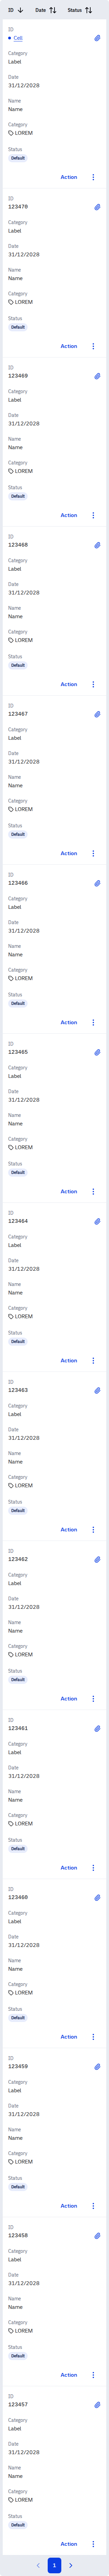 ID Date Status
ID
Cell
Category
Label
Date
31/12/2028
Name
Name
Category
LOREM
Status
Default
Action
ID
123470
Category
Label
Date
31/12/2028
Name
Name
Category
LOREM
Status
Default
Action
ID
123469
Category
Label
Date
31/12/2028
Name
Name
Category
LOREM
Status
Default
Action
ID
123468
Category
Label
Date
31/12/2028
Name
Name
Category
LOREM
Status
Default
Action
ID
123467
Category
Label
Date
31/12/2028
Name
Name
Category
LOREM
Status
Default
Action
ID
123466
Category
Label
Date
31/12/2028
Name
Name
Category
LOREM
Status
Default
Action
ID
123465
Category
Label
Date
31/12/2028
Name
Name
Category
LOREM
Status
Default
Action
ID
123464
Category
Label
Date
31/12/2028
Name
Name
Category
LOREM
Status
Default
Action
ID
123463
Category
Label
Date
31/12/2028
Name
Name
Category
LOREM
Status
Default
Action
ID
123462
Category
Label
Date
31/12/2028
Name
Name
Category
LOREM
Status
Default
Action
ID
123461
Category
Label
Date
31/12/2028
Name
Name
Category
LOREM
Status
Default
Action
ID
123460
Category
Label
Date
31/12/2028
Name
Name
Category
LOREM
Status
Default
Action
ID
123459
Category
Label
Date
31/12/2028
Name
Name
Category
LOREM
Status
Default
Action
ID
123458
Category
Label
Date
31/12/2028
Name
Name
Category
LOREM
Status
Default
Action
ID
123457
Category
Label
Date
31/12/2028
Name
Name
Category
LOREM
Status
Default
Action
1